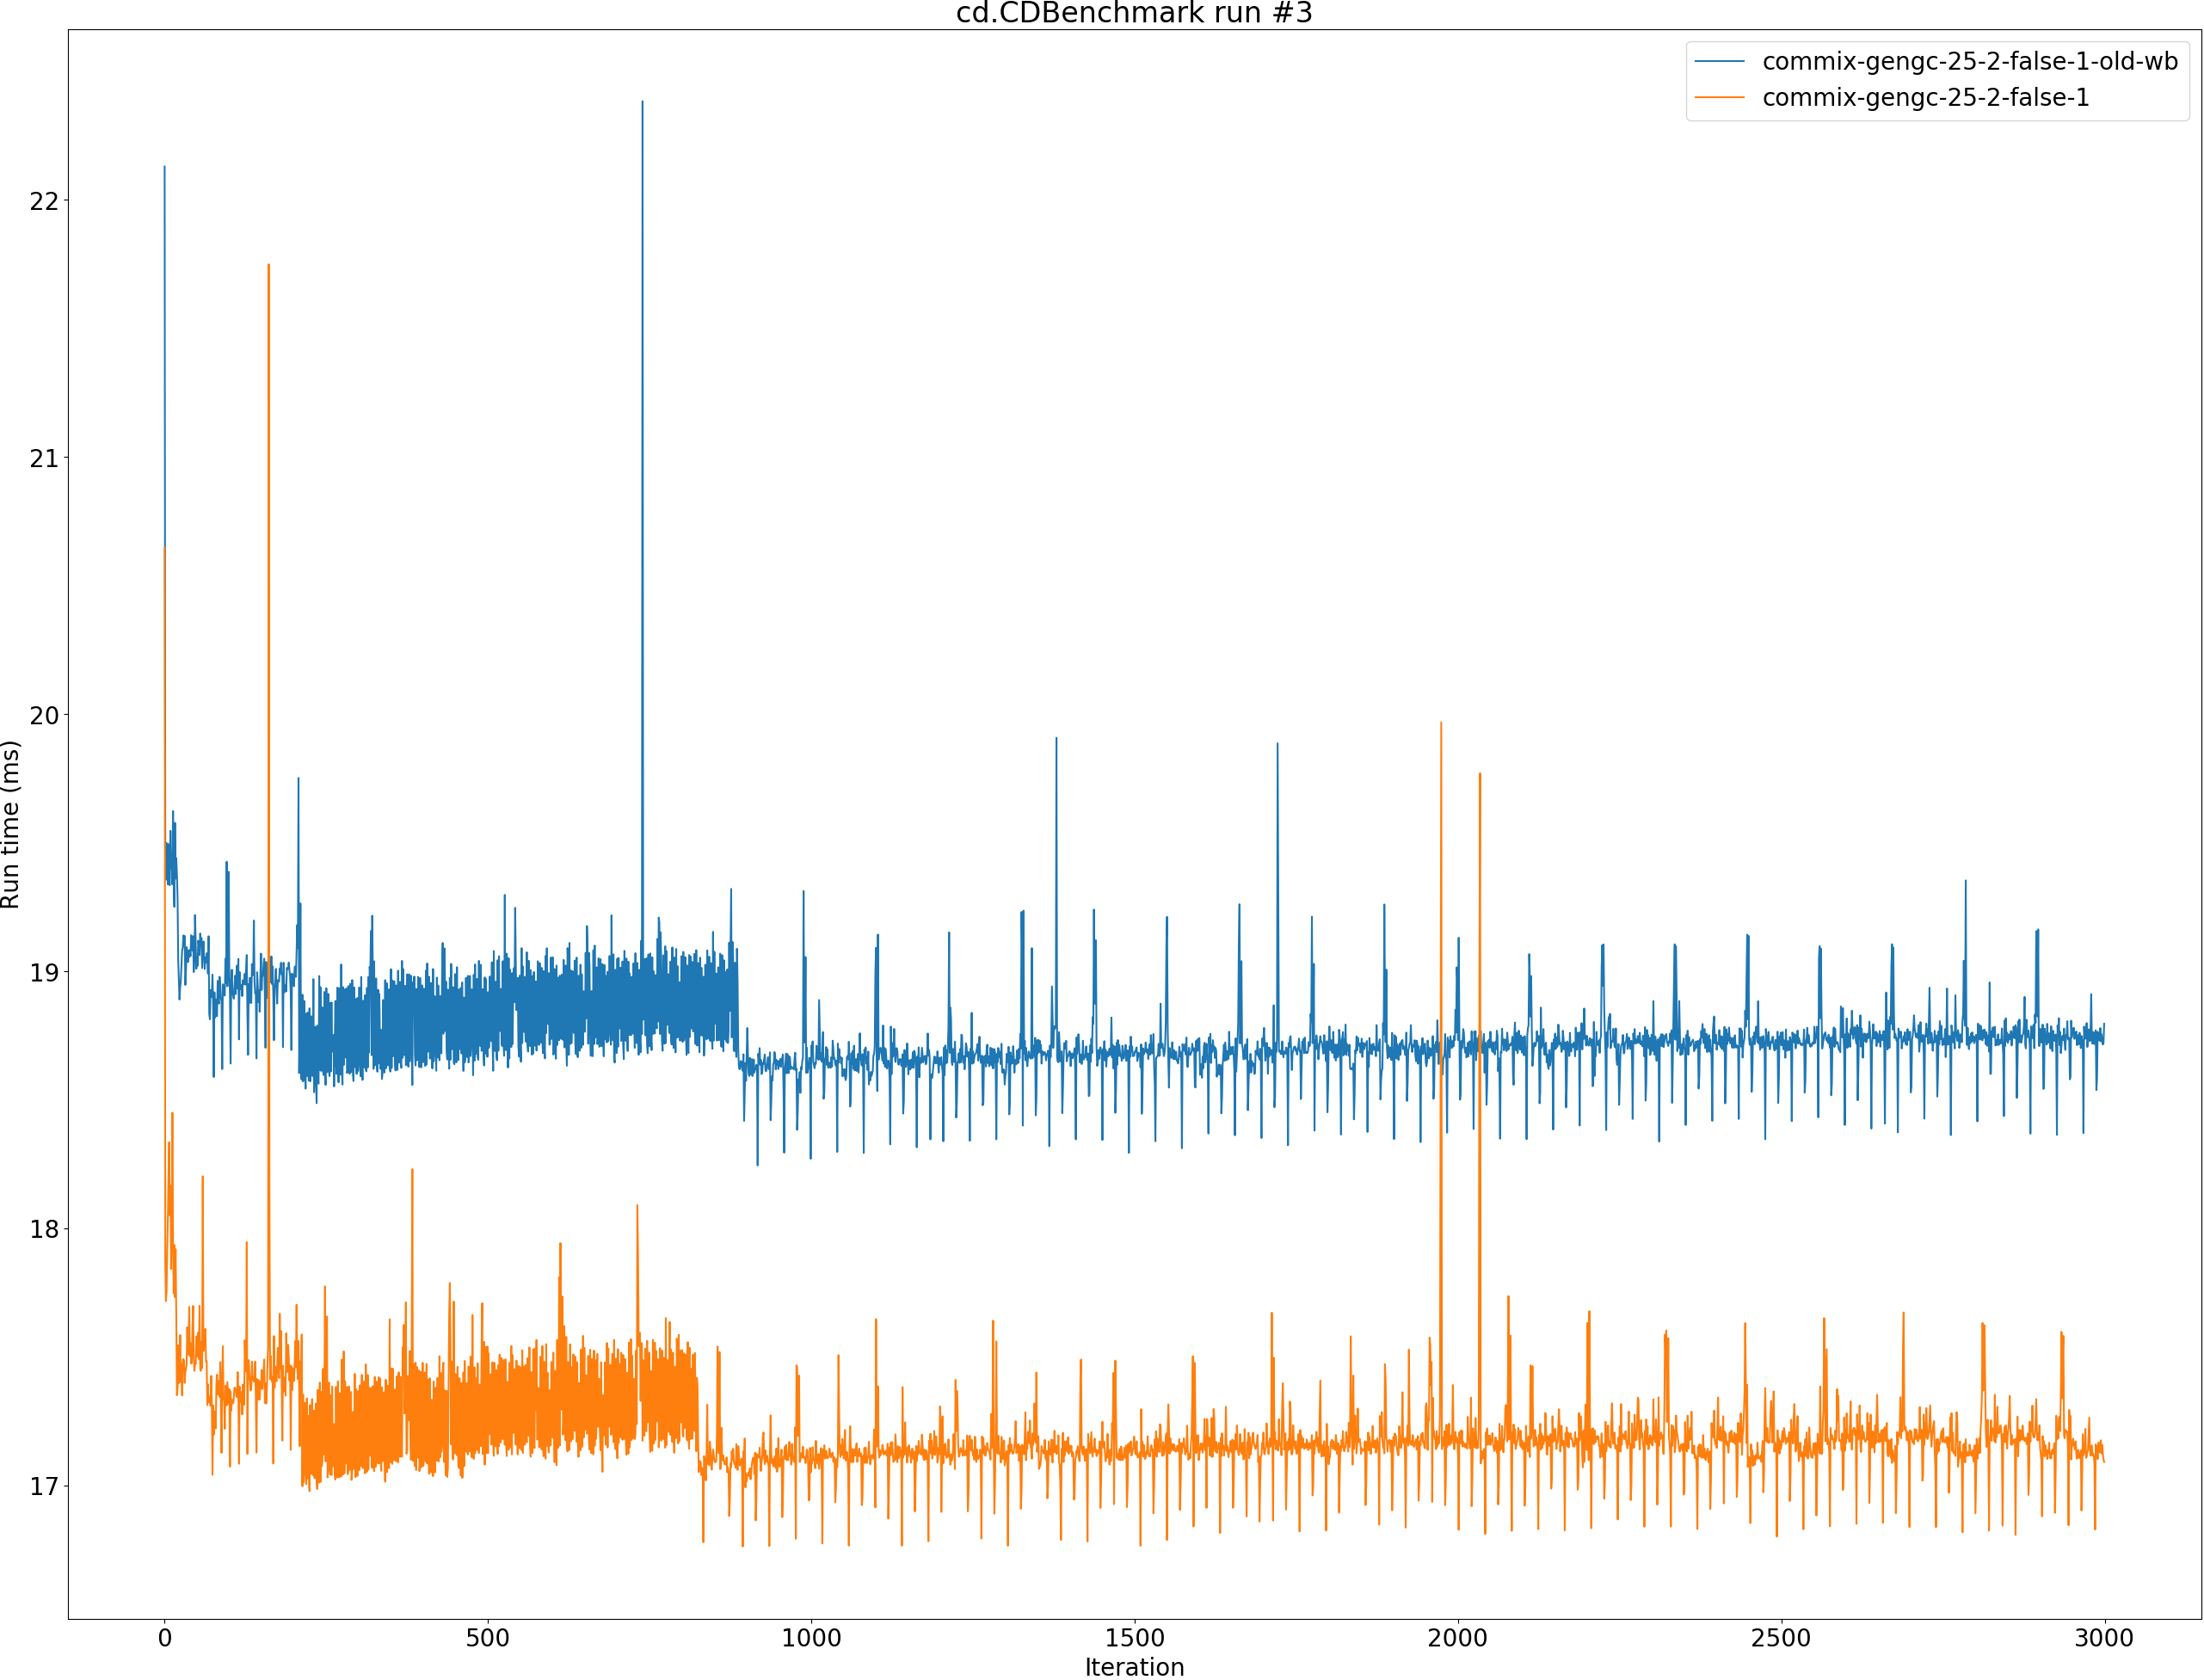 cd.CDBenchmark run #3
commix-gengc-25-2-false-1-old-wb
commix-gengc-25-2-false-1
Run time (ms)
22
21
20
19
18
17
0 500 1000 1500 2000 2500 3000
Iteration